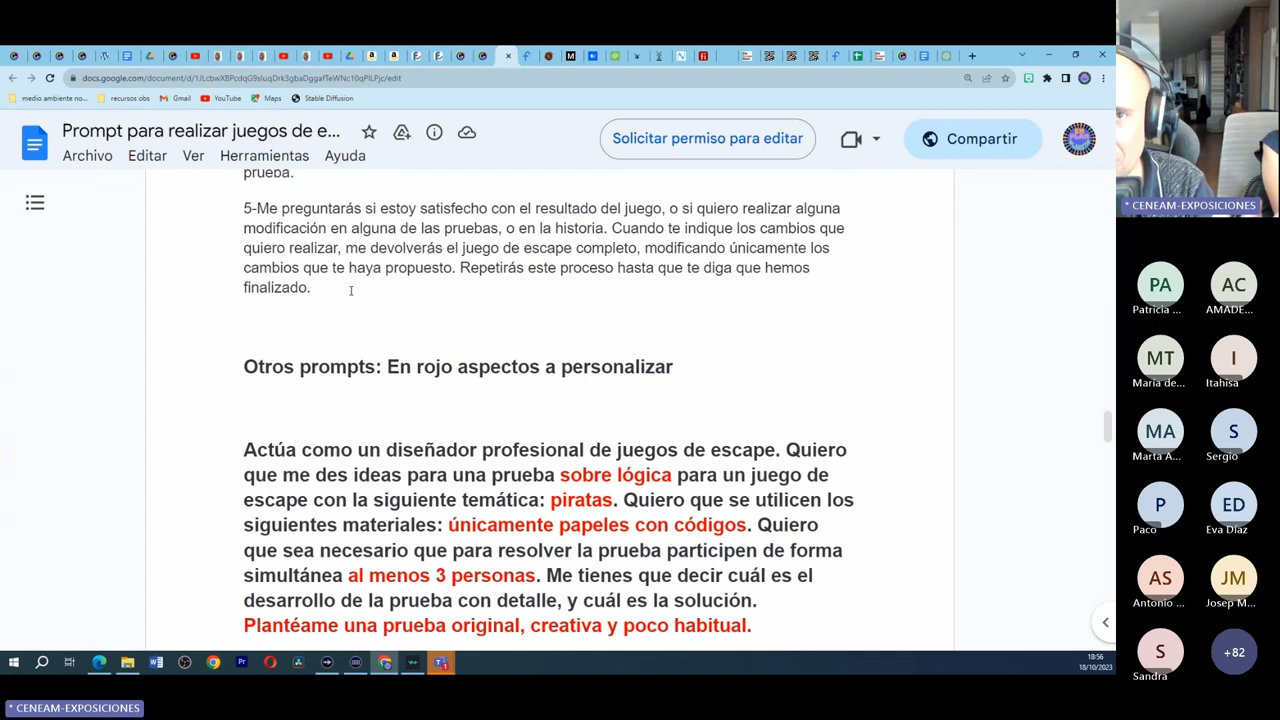 docs.google.com/document/d/1JLcbwXBPcdqG9sluqDrk3gbaDggafTeWNc10qPILPjc/edit
medio ambiente no... recursos obs Gmail YouTube Maps Stable Diffusion
Prompt para realizar juegos de e...
Archivo Editar Ver Herramientas Ayuda
Solicitar permiso para editar
Compartir
prueba.
5-Me preguntarás si estoy satisfecho con el resultado del juego, o si quiero realizar alguna
modificación en alguna de las pruebas, o en la historia. Cuando te indique los cambios que
quiero realizar, me devolverás el juego de escape completo, modificando únicamente los
cambios que te haya propuesto. Repetirás este proceso hasta que te diga que hemos
finalizado.
Otros prompts: En rojo aspectos a personalizar
Actúa como un diseñador profesional de juegos de escape. Quiero
que me des ideas para una prueba sobre lógica para un juego de
escape con la siguiente temática: piratas. Quiero que se utilicen los
siguientes materiales: únicamente papeles con códigos. Quiero
que sea necesario que para resolver la prueba participen de forma
simultánea al menos 3 personas. Me tienes que decir cuál es el
desarrollo de la prueba con detalle, y cuál es la solución.
Plantéame una prueba original, creativa y poco habitual.
18:56
18/10/2023
* CENEAM-EXPOSICIONES
PA AC
Patricia ... AMADE...
MT I
Maria de... Itahisa
MA S
Marta A... Sergio
P ED
Paco Eva Díaz
AS JM
Antonio ... Josep M...
S +82
Sandra
* CENEAM-EXPOSICIONES